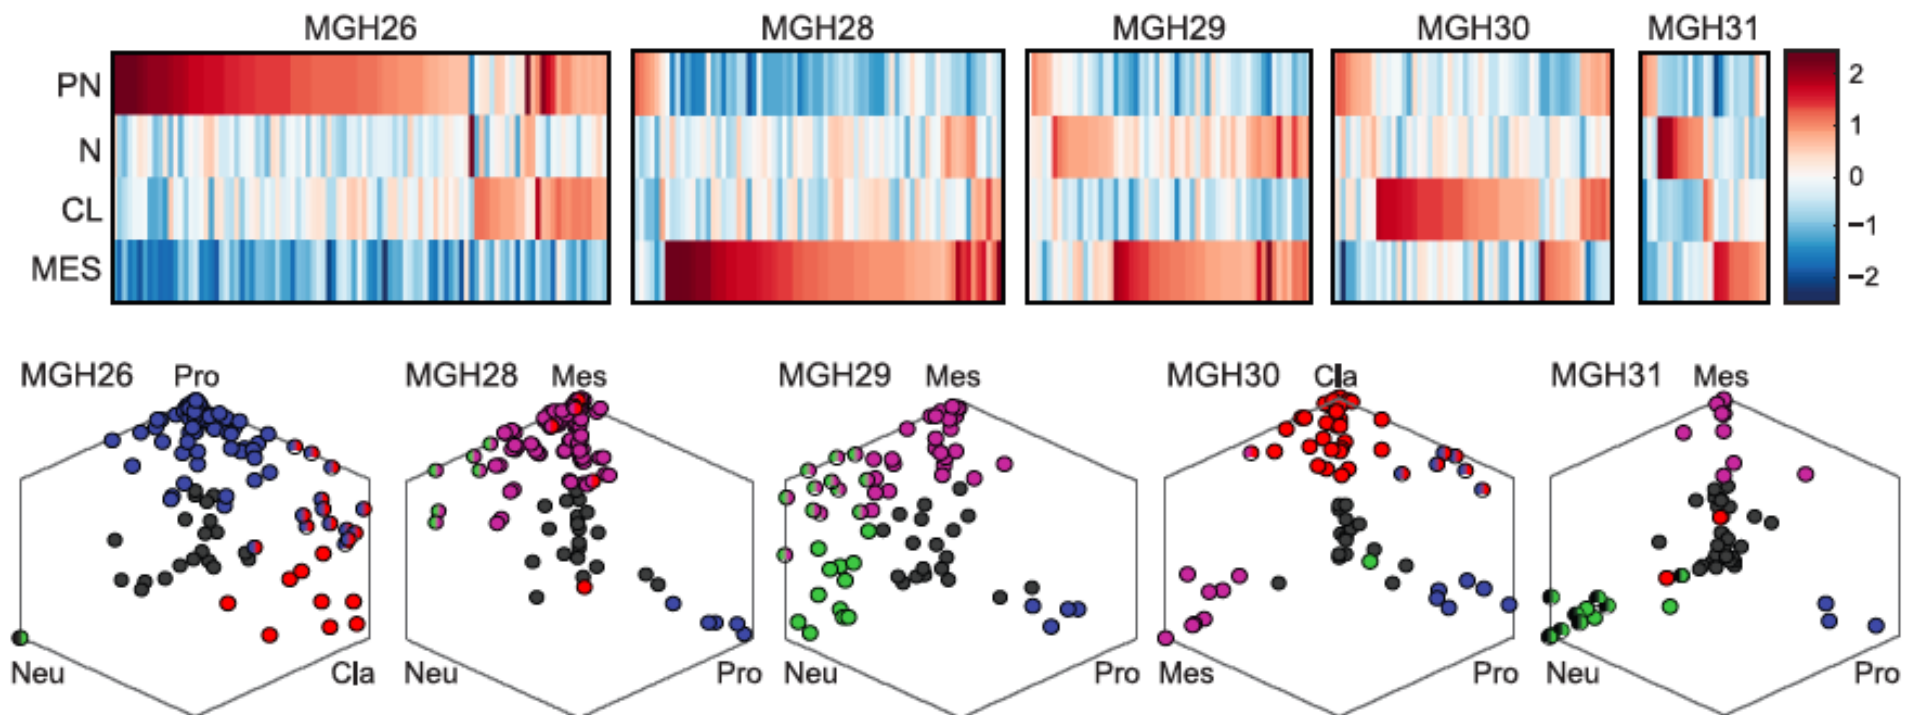 MGH26 MGH28 MGH29 MGH30 MGH31
PN
N
CL
MES
2
1
0
−1
−2
MGH26 Pro MGH28 Mes MGH29 Mes MGH30 Cla MGH31 Mes
Neu Cla Neu Pro Neu Pro Mes Pro Neu Pro